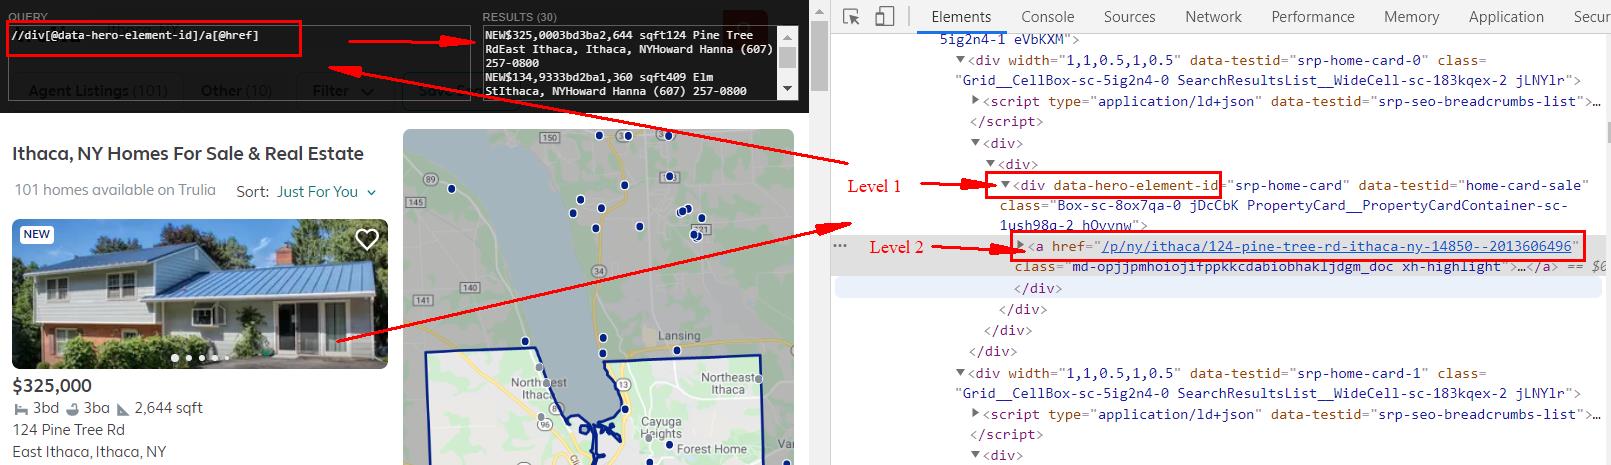 QUERY
//div[@data-hero-element-id]/a[@href]
RESULTS (30)
NEW$325,0003bd3ba2,644 sqft124 Pine Tree
RdEast Ithaca, Ithaca, NYHoward Hanna (607)
257-0800
NEW$134,9333bd2ba1,360 sqft409 Elm
StIthaca, NYHoward Hanna (607) 257-0800
Agent Listings (101)
Other (10)
Filter
Ithaca, NY Homes For Sale & Real Estate
101 homes available on Trulia
Sort: Just For You
NEW
$325,000
3bd 3ba 2,644 sqft
124 Pine Tree Rd
East Ithaca, Ithaca, NY
150
89
38
34
141
90
Lansing
Northeast
Ithaca
Northeast
Ithaca
13
96
Cayuga
Heights
Forest Home
Level 1
Level 2
Elements Console Sources Network Performance Memory Application Secur
5ig2n4-1 eVbKXM">
<div width="1,1,0.5,1,0.5" data-testid="srp-home-card-0" class=
"Grid__CellBox-sc-5ig2n4-0 SearchResultsList__WideCell-sc-183kqex-2 jLNYlr">
<script type="application/ld+json" data-testid="srp-seo-breadcrumbs-list">…
</script>
<div>
<div>
<div data-hero-element-id="srp-home-card" data-testid="home-card-sale"
class="Box-sc-8ox7qa-0 jDcCbK PropertyCard__PropertyCardContainer-sc-
1ush98q-2 hOvvnw">
<a href="/p/ny/ithaca/124-pine-tree-rd-ithaca-ny-14850--2013606496"
class="md-opjjpmhoiojifppkkcdabiobhakljdgm_doc xh-highlight">…</a> == $0
</div>
</div>
</div>
</div>
<div width="1,1,0.5,1,0.5" data-testid="srp-home-card-1" class=
"Grid__CellBox-sc-5ig2n4-0 SearchResultsList__WideCell-sc-183kqex-2 jLNYlr">
<script type="application/ld+json" data-testid="srp-seo-breadcrumbs-list">…
</script>
<div>